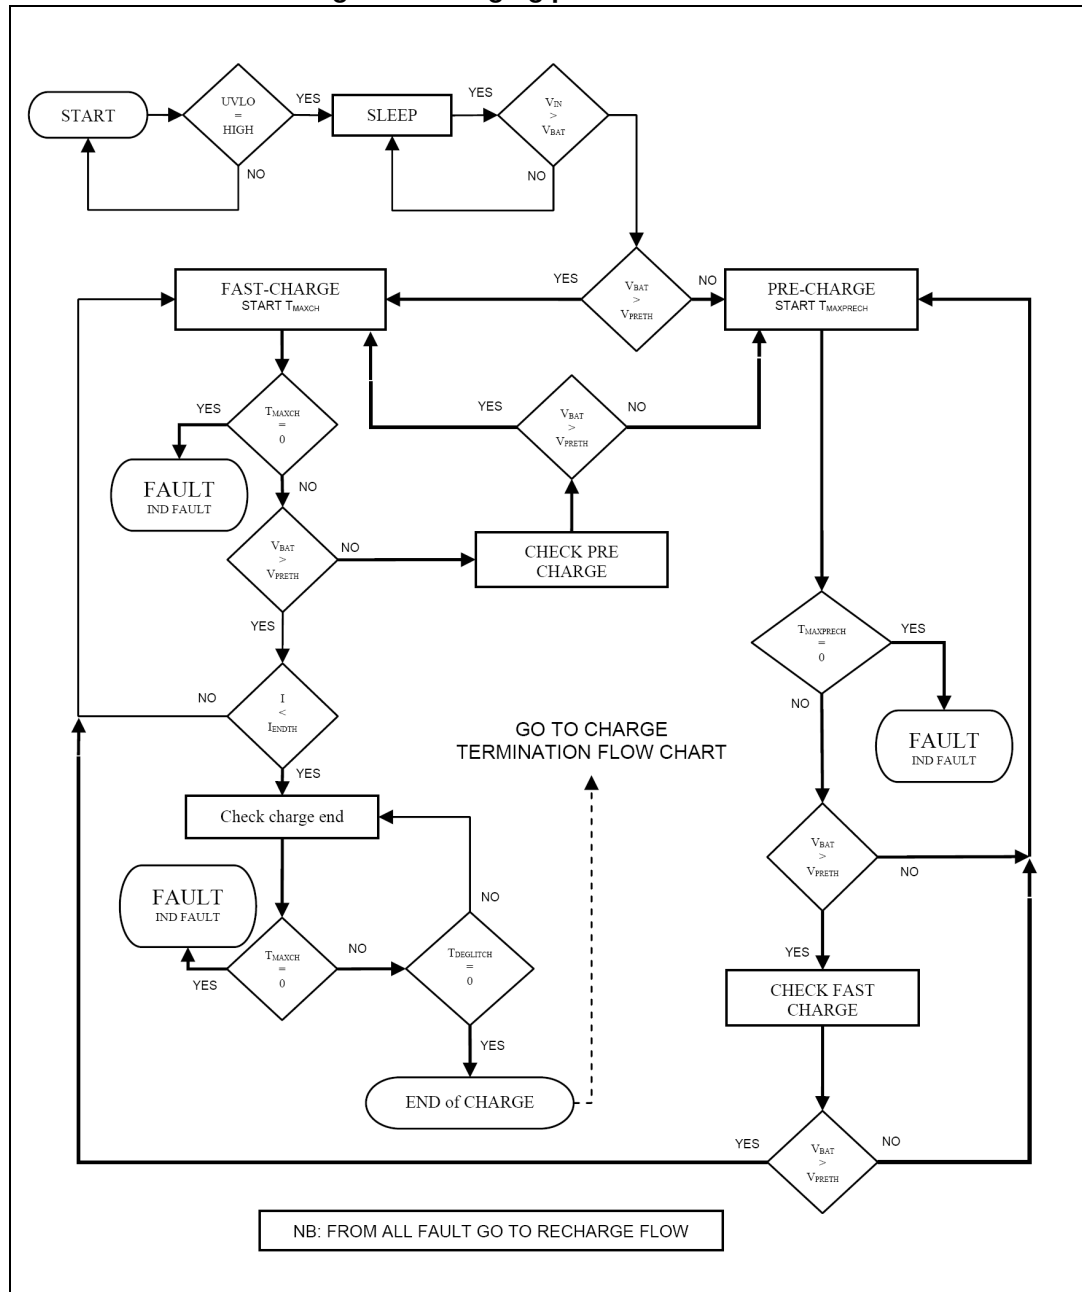 START
UVLO
=
HIGH
YES
NO
SLEEP
YES
VIN
>
VBAT
NO
FAST-CHARGE
START TMAXCH
YES
VBAT
>
VPRETH
NO
PRE-CHARGE
START TMAXPRECH
YES
TMAXCH
=
0
NO
YES
VBAT
>
VPRETH
NO
FAULT
IND FAULT
VBAT
>
VPRETH
NO
YES
CHECK PRE
CHARGE
TMAXPRECH
=
0
YES
NO
FAULT
IND FAULT
NO
I
<
IENDTH
YES
GO TO CHARGE
TERMINATION FLOW CHART
Check charge end
VBAT
>
VPRETH
NO
YES
FAULT
IND FAULT
TMAXCH
=
0
YES
NO
NO
TDEGLITCH
=
0
YES
CHECK FAST
CHARGE
END of CHARGE
YES
VBAT
>
VPRETH
NO
NB: FROM ALL FAULT GO TO RECHARGE FLOW